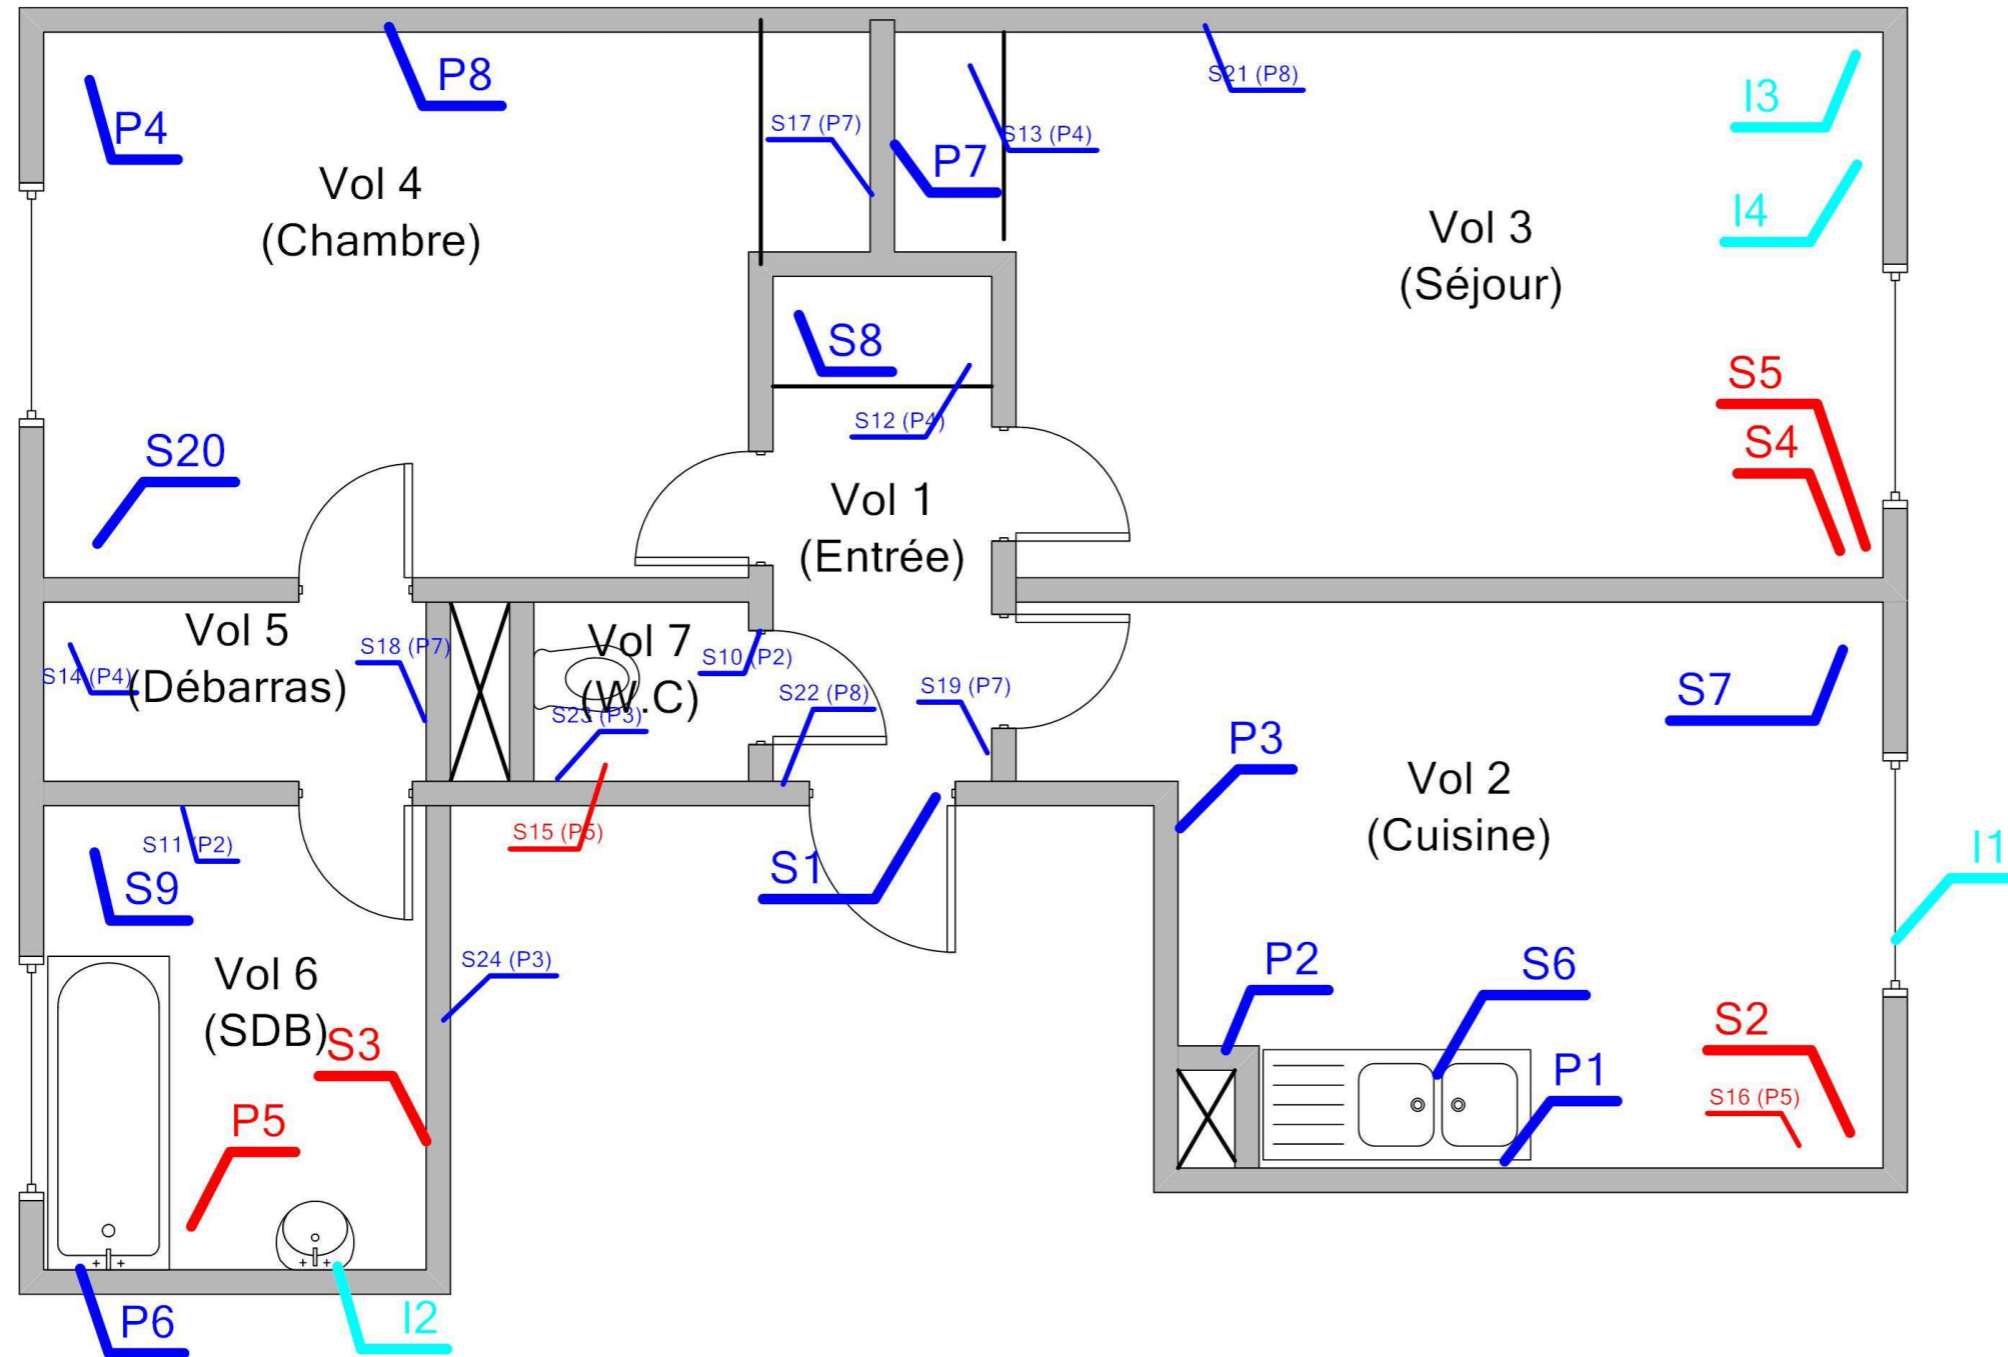 P8
S21 (P8)
I3
P4
S17 (P7)
S13 (P4)
P7
Vol 4
(Chambre)
I4
Vol 3
(Séjour)
S8
S5
S12 (P4)
S4
S20
Vol 1
(Entrée)
Vol 5
(Débarras)
S14 (P4)
S18 (P7)
Vol 7
(W.C)
S10 (P2)
S23 (P3)
S22 (P8)
S19 (P7)
S7
P3
Vol 2
(Cuisine)
S15 (P5)
S11 (P2)
S9
S1
I1
S24 (P3)
P2
S6
Vol 6
(SDB)
S3
S2
P1
S16 (P5)
P5
P6
I2